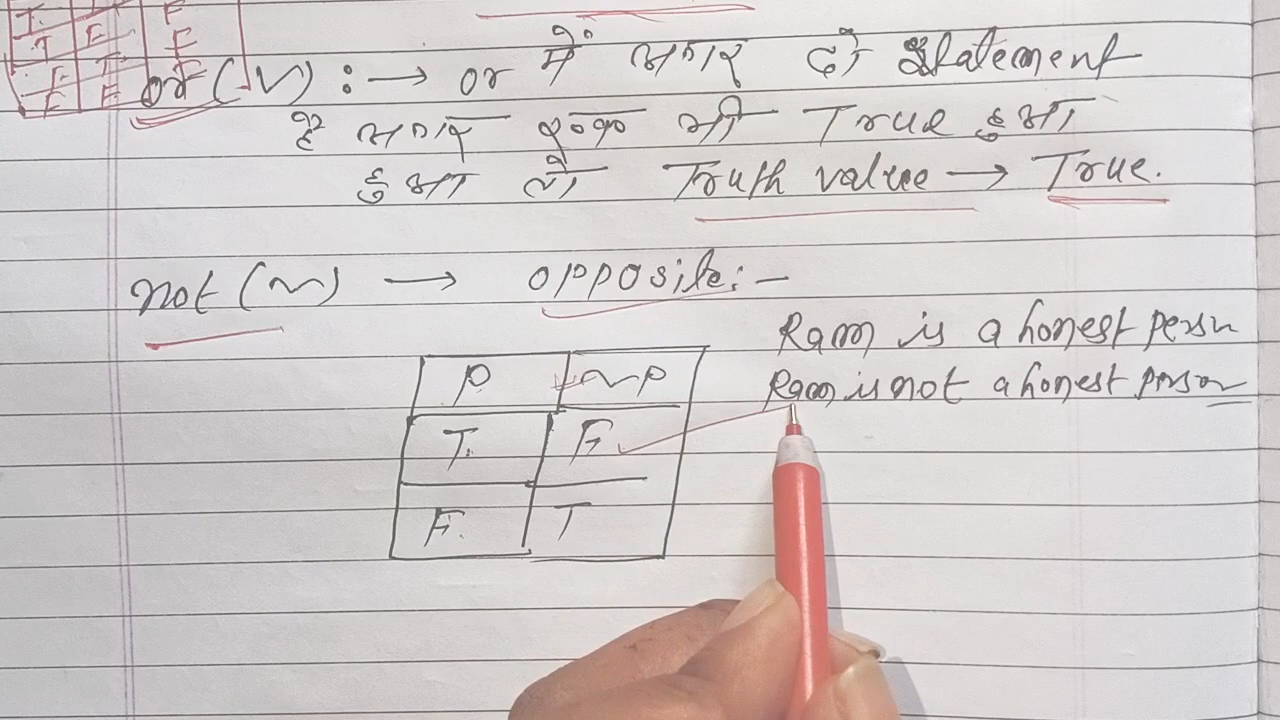 T. F
T F F
F T F
F F
or (V) :→ or में अगर दो Statement
है अगर एक भी True हुआ
हुआ तो Truth value → True.
not (~) → opposite:-
Ram is a honest person
P ~P
Ram is not a honest person
T. F
F. T